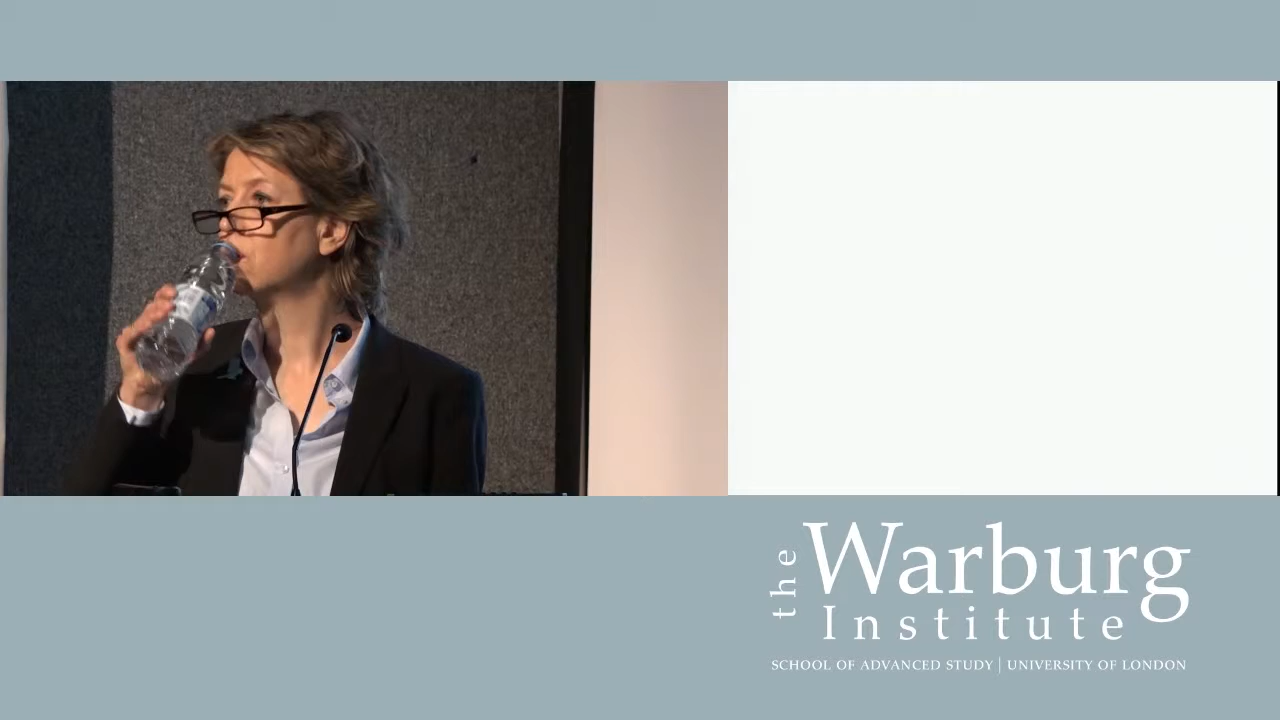 the Warburg
Institute
SCHOOL OF ADVANCED STUDY | UNIVERSITY OF LONDON